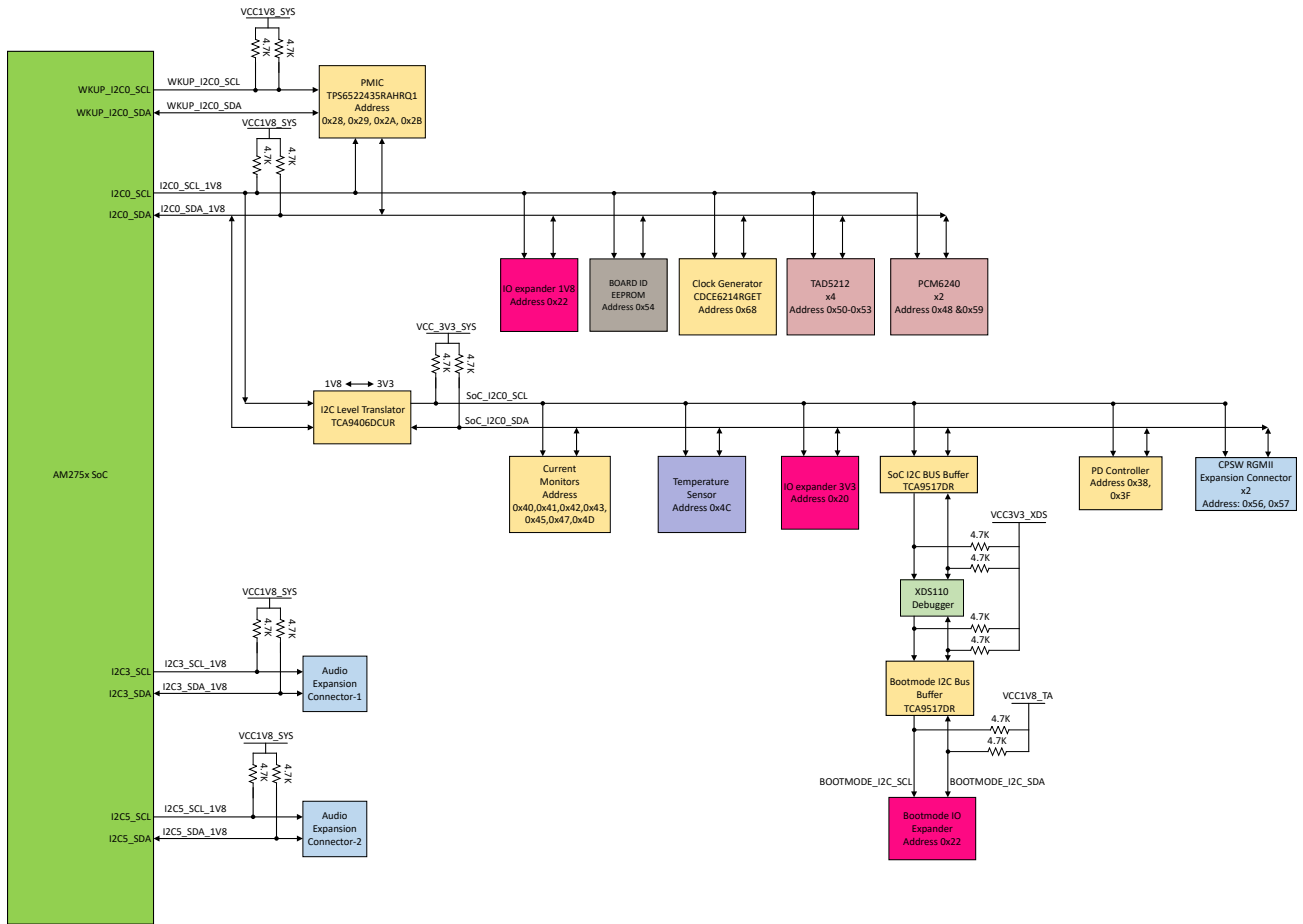 VCC1V8_SYS
4.7K
4.7K
WKUP_I2C0_SCL
WKUP_I2C0_SCL
WKUP_I2C0_SDA
WKUP_I2C0_SDA
PMIC
TPS6522435RAHRQ1
Address
0x28, 0x29, 0x2A, 0x2B
VCC1V8_SYS
4.7K
4.7K
I2C0_SCL
I2C0_SCL_1V8
I2C0_SDA
I2C0_SDA_1V8
IO expander 1V8
Address 0x22
BOARD ID
EEPROM
Address 0x54
Clock Generator
CDCE6214RGET
Address 0x68
TAD5212
x4
Address 0x50-0x53
PCM6240
x2
Address 0x48 &0x59
VCC_3V3_SYS
4.7K
4.7K
1V8
3V3
I2C Level Translator
TCA9406DCUR
SoC_I2C0_SCL
SoC_I2C0_SDA
AM275x SoC
Current
Monitors
Address
0x40,0x41,0x42,0x43,
0x45,0x47,0x4D
Temperature
Sensor
Address 0x4C
IO expander 3V3
Address 0x20
SoC I2C BUS Buffer
TCA9517DR
PD Controller
Address 0x38,
0x3F
CPSW RGMII
Expansion Connector
x2
Address: 0x56, 0x57
VCC3V3_XDS
4.7K
4.7K
XDS110
Debugger
4.7K
4.7K
Bootmode I2C Bus
Buffer
TCA9517DR
VCC1V8_TA
4.7K
4.7K
BOOTMODE_I2C_SCL
BOOTMODE_I2C_SDA
Bootmode IO
Expander
Address 0x22
VCC1V8_SYS
4.7K
4.7K
I2C3_SCL
I2C3_SCL_1V8
I2C3_SDA
I2C3_SDA_1V8
Audio
Expansion
Connector-1
VCC1V8_SYS
4.7K
4.7K
I2C5_SCL
I2C5_SCL_1V8
I2C5_SDA
I2C5_SDA_1V8
Audio
Expansion
Connector-2